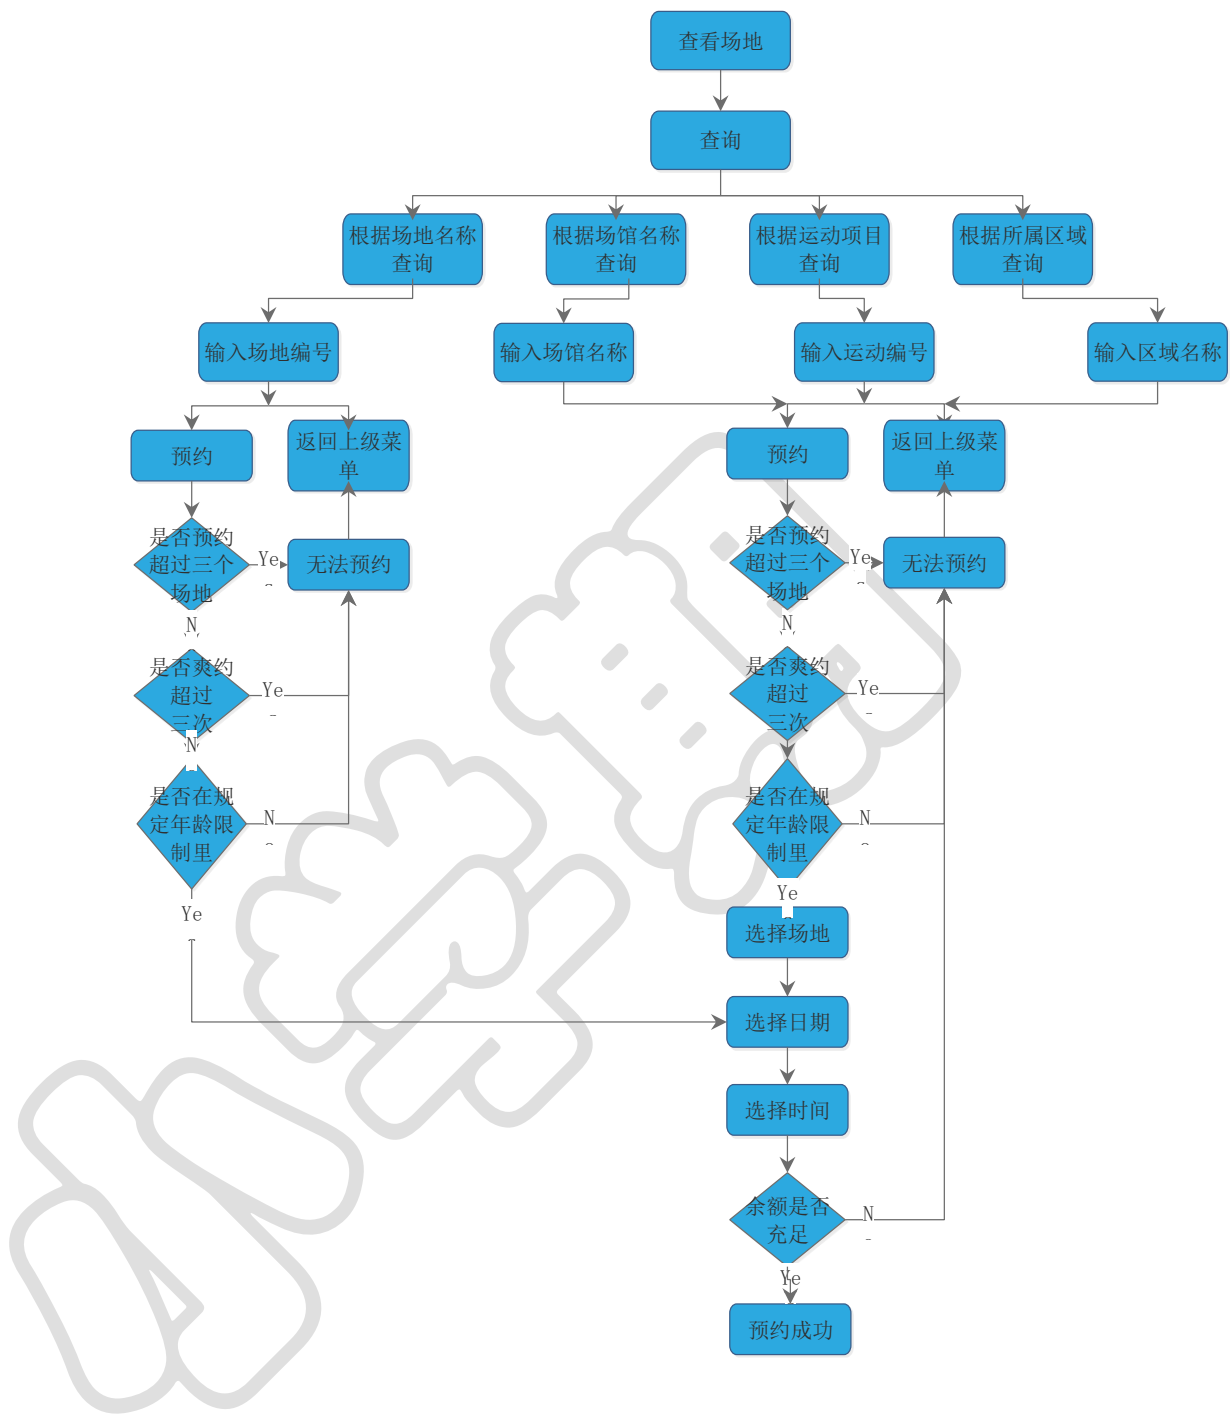 查看场地
查询
根据场地名称
查询
根据场馆名称
查询
根据运动项目
查询
根据所属区域
查询
输入场地编号
输入场馆名称
输入运动编号
输入区域名称
预约
返回上级菜
单
预约
返回上级菜
单
是否预约
超过三个
场地
Ye
无法预约
是否预约
超过三个
场地
Ye
无法预约
N
N
是否爽约
超过
三次
Ye
是否爽约
超过
三次
Ye
N
是否在规
定年龄限
制里
N
是否在规
定年龄限
制里
N
Ye
Ye
选择场地
选择日期
选择时间
余额是否
充足
N
Ye
预约成功